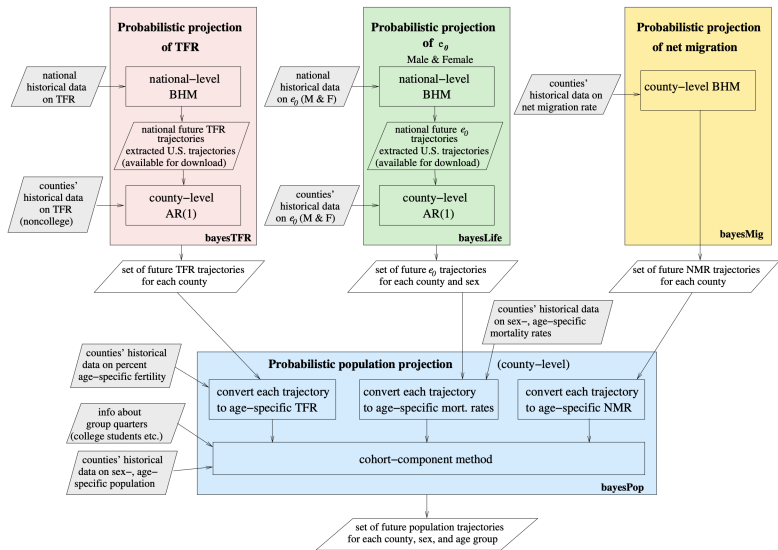 Probabilistic projection
of TFR
national
historical data
on TFR
national−level
BHM
national future TFR
trajectories
extracted U.S. trajectories
(available for download)
counties'
historical data
on TFR
(noncollege)
county−level
AR(1)
bayesTFR
Probabilistic projection
of e0
Male & Female
national
historical data
on e0 (M & F)
national−level
BHM
national future e0
trajectories
extracted U.S. trajectories
(available for download)
counties'
historical data
on e0 (M & F)
county−level
AR(1)
bayesLife
Probabilistic projection
of net migration
counties'
historical data on
net migration rate
county−level BHM
bayesMig
set of future TFR trajectories
for each county
set of future e0 trajectories
for each county and sex
set of future NMR trajectories
for each county
counties' historical data
on sex−, age−specific
mortality rates
Probabilistic population projection (county−level)
counties' historical
data on percent
age−specific fertility
convert each trajectory
to age−specific TFR
convert each trajectory
to age−specific mort. rates
convert each trajectory
to age−specific NMR
info about
group quarters
(college students etc.)
counties' historical
data on sex−, age−
specific population
cohort−component method
bayesPop
set of future population trajectories
for each county, sex, and age group